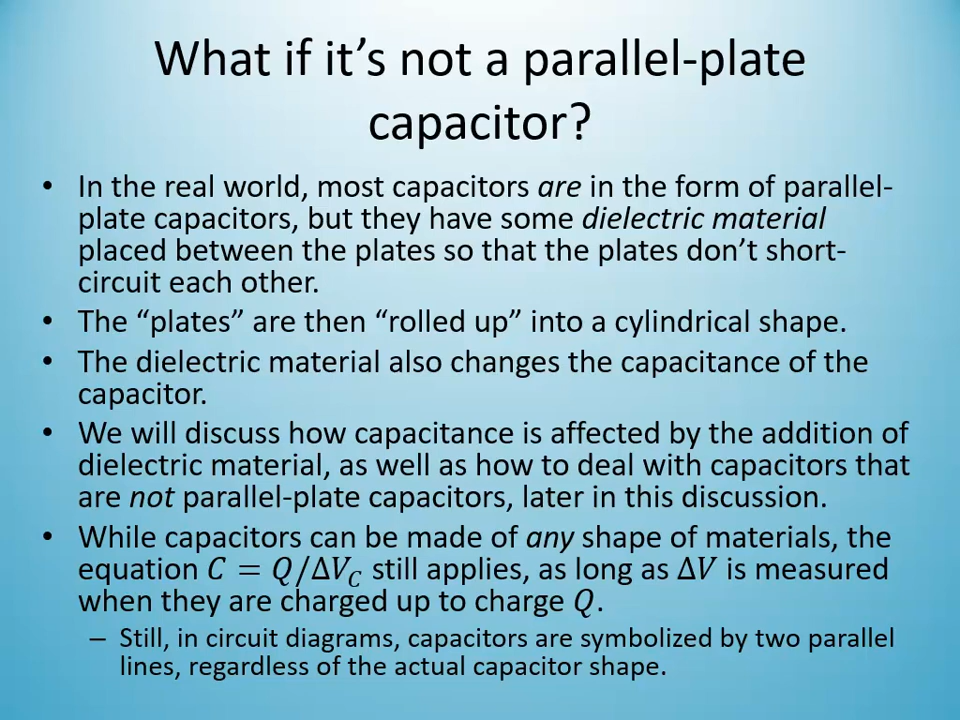 What if it’s not a parallel-plate
capacitor?
• In the real world, most capacitors are in the form of parallel-
plate capacitors, but they have some dielectric material
placed between the plates so that the plates don’t short-
circuit each other.
• The “plates” are then “rolled up” into a cylindrical shape.
• The dielectric material also changes the capacitance of the
capacitor.
• We will discuss how capacitance is affected by the addition of
dielectric material, as well as how to deal with capacitors that
are not parallel-plate capacitors, later in this discussion.
• While capacitors can be made of any shape of materials, the
equation C = Q/ΔV_C still applies, as long as ΔV is measured
when they are charged up to charge Q.
– Still, in circuit diagrams, capacitors are symbolized by two parallel
lines, regardless of the actual capacitor shape.